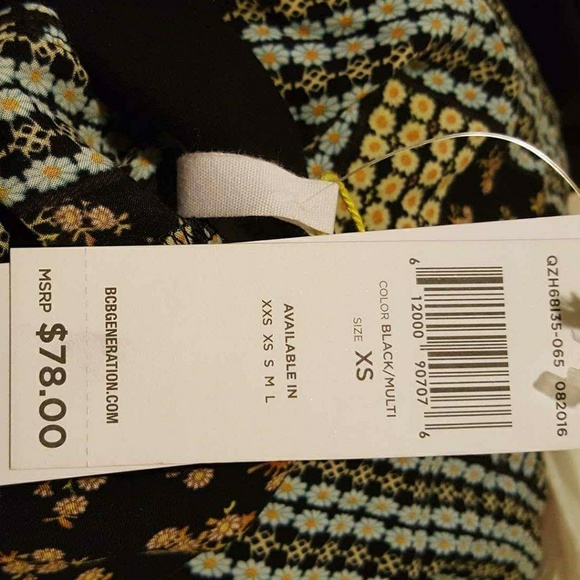 QZH68135-065 082016
6 12000 90707 6
COLOR BLACK/MULTI
SIZE XS
AVAILABLE IN
XXS XS S M L
BCBGENERATION.COM
MSRP $78.00